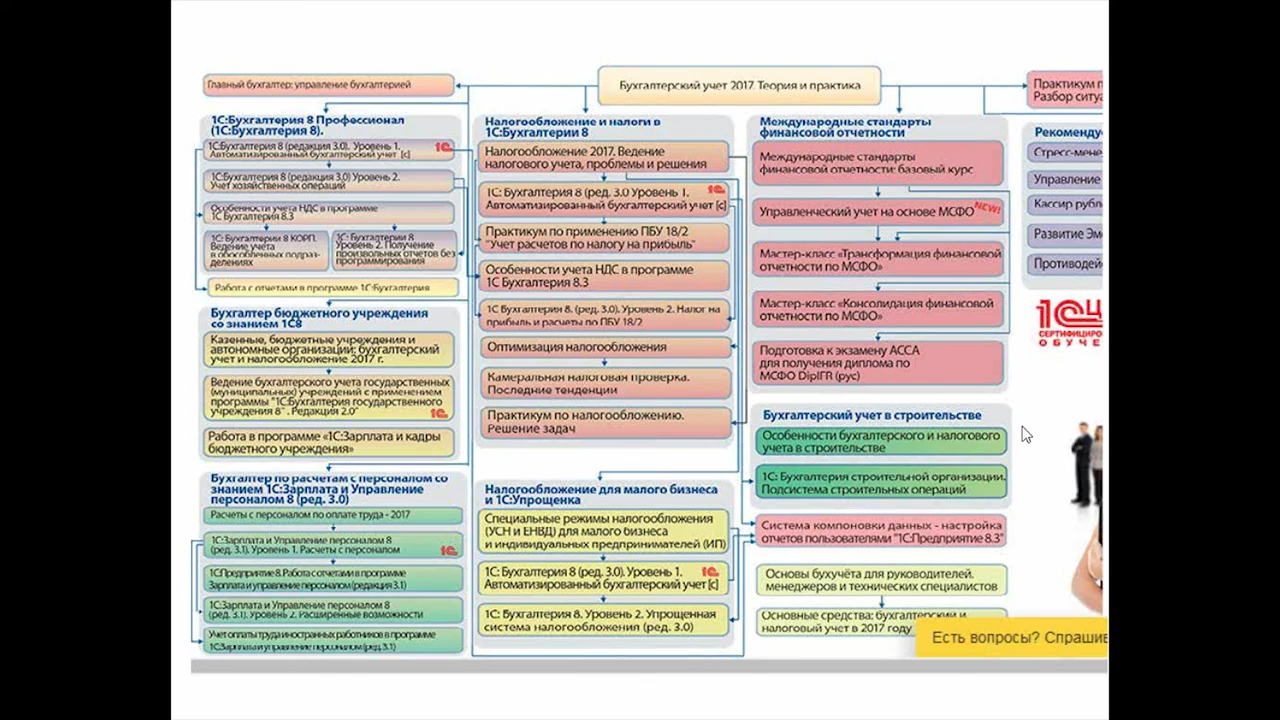 Главный бухгалтер: управление бухгалтерией
Бухгалтерский учет 2017. Теория и практика
Практикум п
Разбор ситуа
1С:Бухгалтерия 8 Профессионал
(1С:Бухгалтерия 8).
1С:Бухгалтерия 8 (редакция 3.0). Уровень 1.
Автоматизированный бухгалтерский учет [с]
1С:Бухгалтерия 8 (редакция 3.0) Уровень 2.
Учет хозяйственных операций
Особенности учета НДС в программе
1С Бухгалтерия 8.3
1С: Бухгалтерия 8 КОРП.
Ведение учета
в обособленных подраз-
делениях
1С: Бухгалтерия 8
Уровень 2. Получение
произвольных отчетов без
программирования
Работа с отчетами в программе 1С:Бухгалтерия
Бухгалтер бюджетного учреждения
со знанием 1С8
Казенные, бюджетные учреждения и
автономные организации: бухгалтерский
учет и налогообложение 2017 г.
Ведение бухгалтерского учета государственных
(муниципальных) учреждений с применением
программы "1С:Бухгалтерия государственного
учреждения 8" . Редакция 2.0"
Работа в программе «1С:Зарплата и кадры
бюджетного учреждения»
Бухгалтер по расчетам с персоналом со
знанием 1С:Зарплата и Управление
персоналом 8 (ред. 3.0)
Расчеты с персоналом по оплате труда - 2017
1С:Зарплата и Управление персоналом 8
(ред. 3.1). Уровень 1. Расчеты с персоналом
1С:Предприятие 8. Работа с отчетами в программе
Зарплата и управление персоналом (редакция 3.1)
1С:Зарплата и Управление персоналом 8
(ред. 3.1). Уровень 2. Расширенные возможности
Учет оплаты труда иностранных работников в программе
1С:Зарплата и управление персоналом (ред. 3.1)
Налогообложение и налоги в
1С:Бухгалтерии 8
Налогообложение 2017. Ведение
налогового учета, проблемы и решения
1С: Бухгалтерия 8 (ред. 3.0 Уровень 1.
Автоматизированный бухгалтерский учет [с]
Практикум по применению ПБУ 18/2
"Учет расчетов по налогу на прибыль"
Особенности учета НДС в программе
1С Бухгалтерия 8.3
1С Бухгалтерия 8. (ред. 3.0). Уровень 2. Налог на
прибыль и расчеты по ПБУ 18/2
Оптимизация налогообложения
Камеральная налоговая проверка.
Последние тенденции
Практикум по налогообложению.
Решение задач
Налогообложение для малого бизнеса
и 1С:Упрощенка
Специальные режимы налогообложения
(УСН и ЕНВД) для малого бизнеса
и индивидуальных предпринимателей (ИП)
1С: Бухгалтерия 8 (ред. 3.0). Уровень 1.
Автоматизированный бухгалтерский учет [с]
1С: Бухгалтерия 8. Уровень 2. Упрощенная
система налогообложения (ред. 3.0)
Международные стандарты
финансовой отчетности
Международные стандарты
финансовой отчетности: базовый курс
Управленческий учет на основе МСФО NEW!
Мастер-класс «Трансформация финансовой
отчетности по МСФО»
Мастер-класс «Консолидация финансовой
отчетности по МСФО»
Подготовка к экзамену АССА
для получения диплома по
МСФО DipIFR (рус)
Бухгалтерский учет в строительстве
Особенности бухгалтерского и налогового
учета в строительстве
1С: Бухгалтерия строительной организации.
Подсистема строительных операций
Система компоновки данных - настройка
отчетов пользователями "1С:Предприятие 8.3"
Основы бухучёта для руководителей.
менеджеров и технических специалистов
Основные средства: бухгалтерский и
налоговый учет в 2017 году
Рекоменду
Стресс-мене
Управление
Кассир рубл
Развитие Эмо
Противодей
1С Ц
СЕРТИФИЦИРО
ОБУЧЕ
Есть вопросы? Спрашив